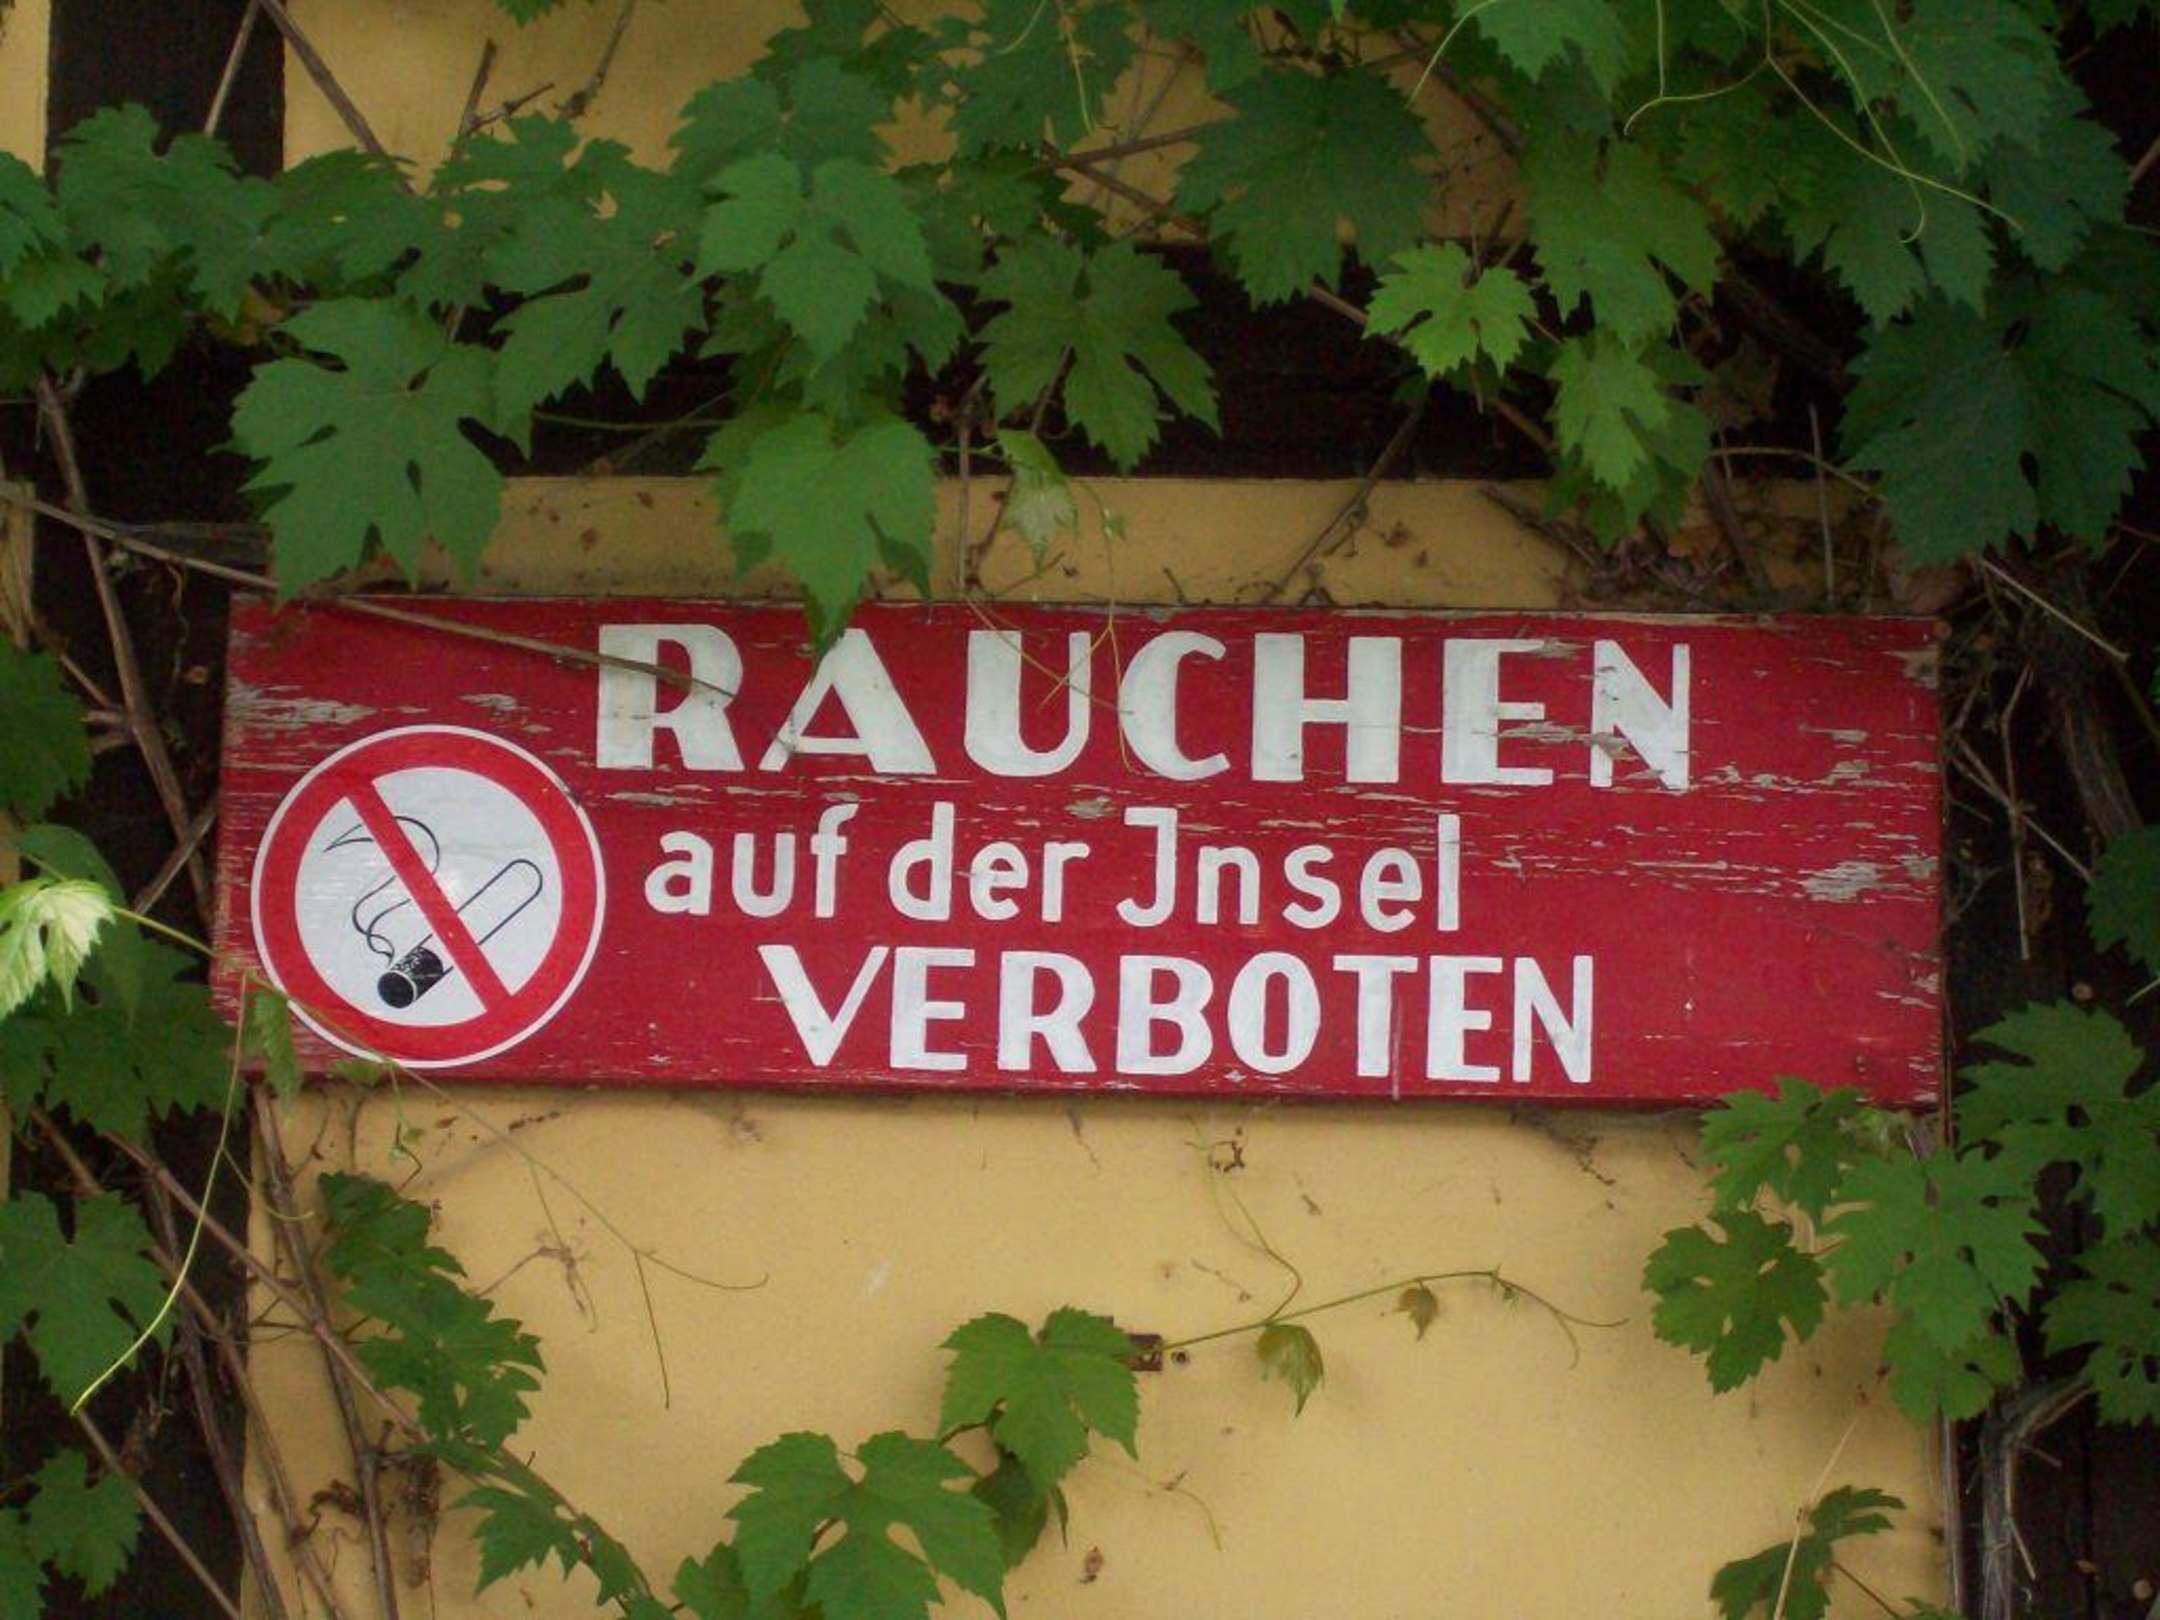 RAUCHEN
auf der Jnsel
VERBOTEN